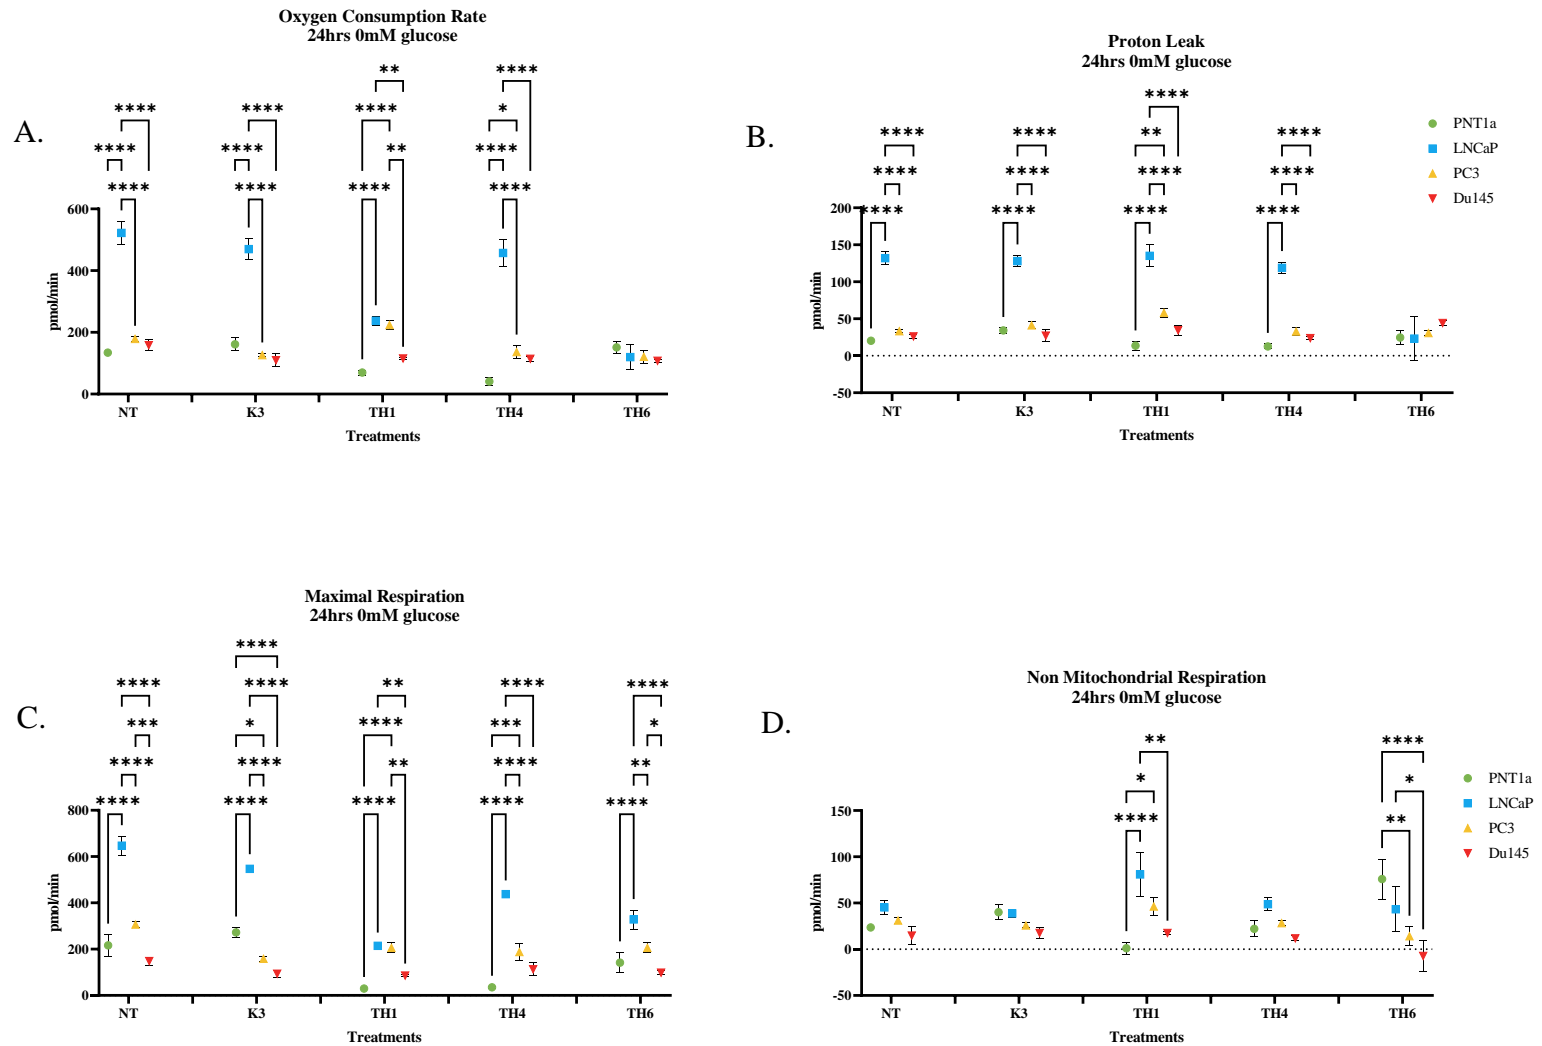 Oxygen Consumption Rate
24hrs 0mM glucose
A.
** ****
**** **** **** *
**** **** ** ****
**** **** **** ****
600
400
200
0
pmol/min
NT K3 TH1 TH4 TH6
Treatments
Proton Leak
24hrs 0mM glucose
B.
****
**** **** ** ****
**** **** **** ****
**** **** **** ****
200
150
100
50
0
-50
pmol/min
NT K3 TH1 TH4 TH6
Treatments
PNT1a
LNCaP
PC3
Du145
Maximal Respiration
24hrs 0mM glucose
C.
****
**** **** ** **** ****
*** * **** *** *
**** **** ** **** **
**** **** **** **** ****
800
600
400
200
0
pmol/min
NT K3 TH1 TH4 TH6
Treatments
Non Mitochondrial Respiration
24hrs 0mM glucose
D.
** ****
* *
**** **
150
100
50
0
-50
pmol/min
NT K3 TH1 TH4 TH6
Treatments
PNT1a
LNCaP
PC3
Du145